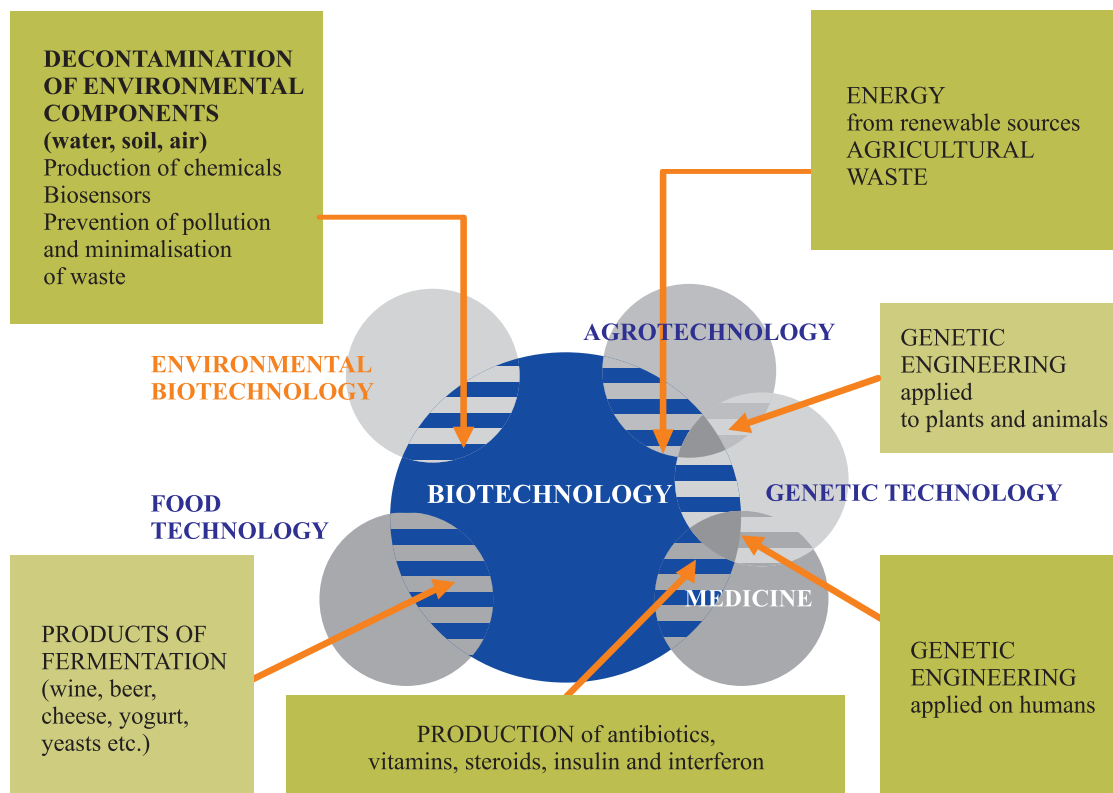 DECONTAMINATION
OF ENVIRONMENTAL
COMPONENTS
(water, soil, air)
Production of chemicals
Biosensors
Prevention of pollution
and minimalisation
of waste
ENERGY
from renewable sources
AGRICULTURAL
WASTE
AGROTECHNOLOGY
ENVIRONMENTAL
BIOTECHNOLOGY
GENETIC
ENGINEERING
applied
to plants and animals
BIOTECHNOLOGY
GENETIC TECHNOLOGY
FOOD
TECHNOLOGY
MEDICINE
PRODUCTS OF
FERMENTATION
(wine, beer,
cheese, yogurt,
yeasts etc.)
GENETIC
ENGINEERING
applied on humans
PRODUCTION of antibiotics,
vitamins, steroids, insulin and interferon